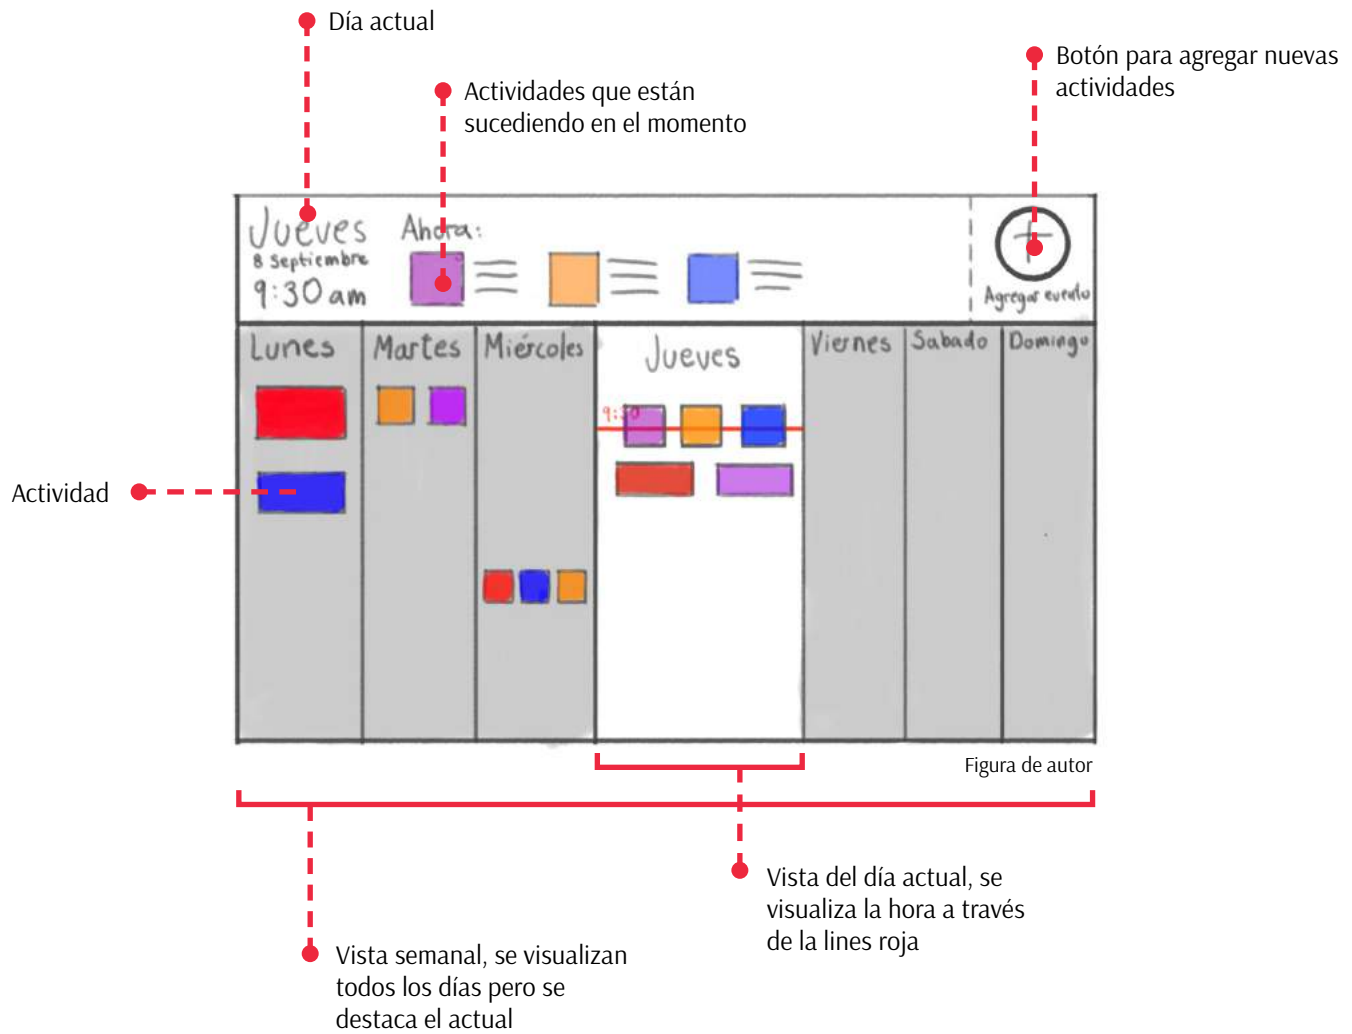 Día actual
Botón para agregar nuevas
actividades
Actividades que están
sucediendo en el momento
Jueves
8 Septiembre
9:30 am
Ahora:
Agregar evento
Lunes
Martes
Miércoles
Jueves
Viernes
Sabado
Domingo
9:30
Actividad
Figura de autor
Vista del día actual, se
visualiza la hora a través
de la lines roja
Vista semanal, se visualizan
todos los días pero se
destaca el actual